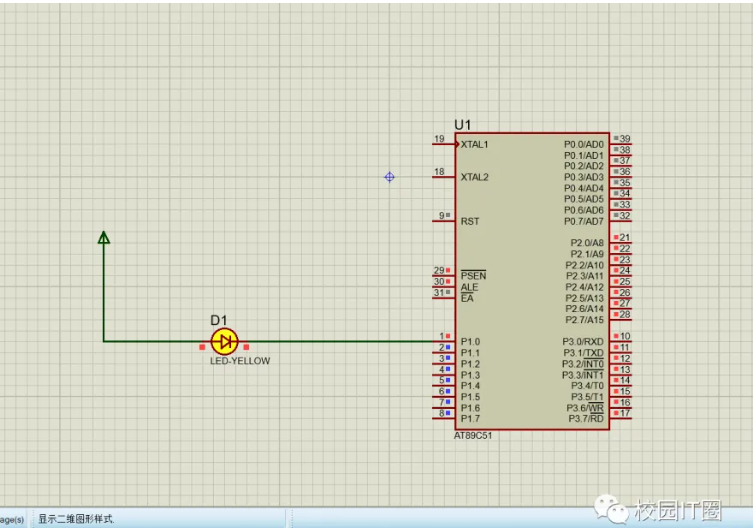 U1
19 XTAL1
18 XTAL2
9 RST
29 PSEN
30 ALE
31 EA
1 P1.0
2 P1.1
3 P1.2
4 P1.3
5 P1.4
6 P1.5
7 P1.6
8 P1.7
P0.0/AD0 39
P0.1/AD1 38
P0.2/AD2 37
P0.3/AD3 36
P0.4/AD4 35
P0.5/AD5 34
P0.6/AD6 33
P0.7/AD7 32
P2.0/A8 21
P2.1/A9 22
P2.2/A10 23
P2.3/A11 24
P2.4/A12 25
P2.5/A13 26
P2.6/A14 27
P2.7/A15 28
P3.0/RXD 10
P3.1/TXD 11
P3.2/INT0 12
P3.3/INT1 13
P3.4/T0 14
P3.5/T1 15
P3.6/WR 16
P3.7/RD 17
AT89C51
D1
LED-YELLOW
age(s) 显示二维图形样式.
校园IT圈